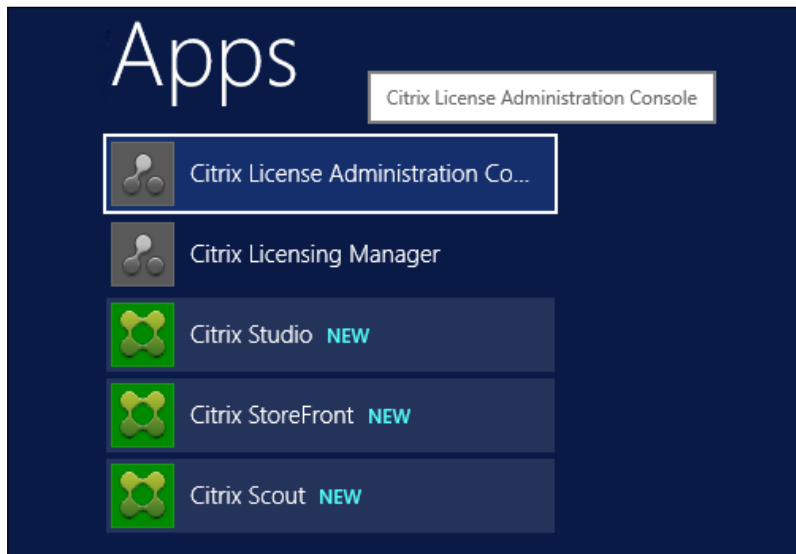 Apps
Citrix License Administration Console
Citrix License Administration Co...
Citrix Licensing Manager
Citrix Studio NEW
Citrix StoreFront NEW
Citrix Scout NEW